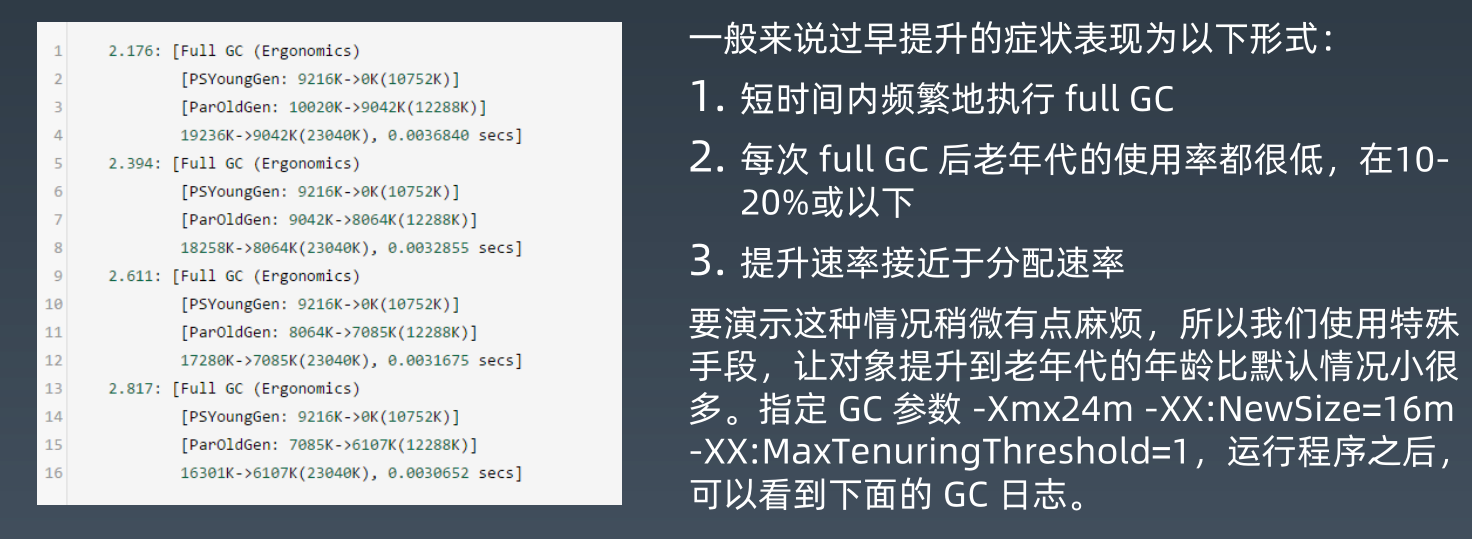 1 2.176: [Full GC (Ergonomics)
2 [PSYoungGen: 9216K->0K(10752K)]
3 [ParOldGen: 10020K->9042K(12288K)]
4 19236K->9042K(23040K), 0.0036840 secs]
5 2.394: [Full GC (Ergonomics)
6 [PSYoungGen: 9216K->0K(10752K)]
7 [ParOldGen: 9042K->8064K(12288K)]
8 18258K->8064K(23040K), 0.0032855 secs]
9 2.611: [Full GC (Ergonomics)
10 [PSYoungGen: 9216K->0K(10752K)]
11 [ParOldGen: 8064K->7085K(12288K)]
12 17280K->7085K(23040K), 0.0031675 secs]
13 2.817: [Full GC (Ergonomics)
14 [PSYoungGen: 9216K->0K(10752K)]
15 [ParOldGen: 7085K->6107K(12288K)]
16 16301K->6107K(23040K), 0.0030652 secs]
一般来说过早提升的症状表现为以下形式：
1. 短时间内频繁地执行 full GC
2. 每次 full GC 后老年代的使用率都很低，在10-
20%或以下
3. 提升速率接近于分配速率
要演示这种情况稍微有点麻烦，所以我们使用特殊
手段，让对象提升到老年代的年龄比默认情况小很
多。指定 GC 参数 -Xmx24m -XX:NewSize=16m
-XX:MaxTenuringThreshold=1，运行程序之后，
可以看到下面的 GC 日志。